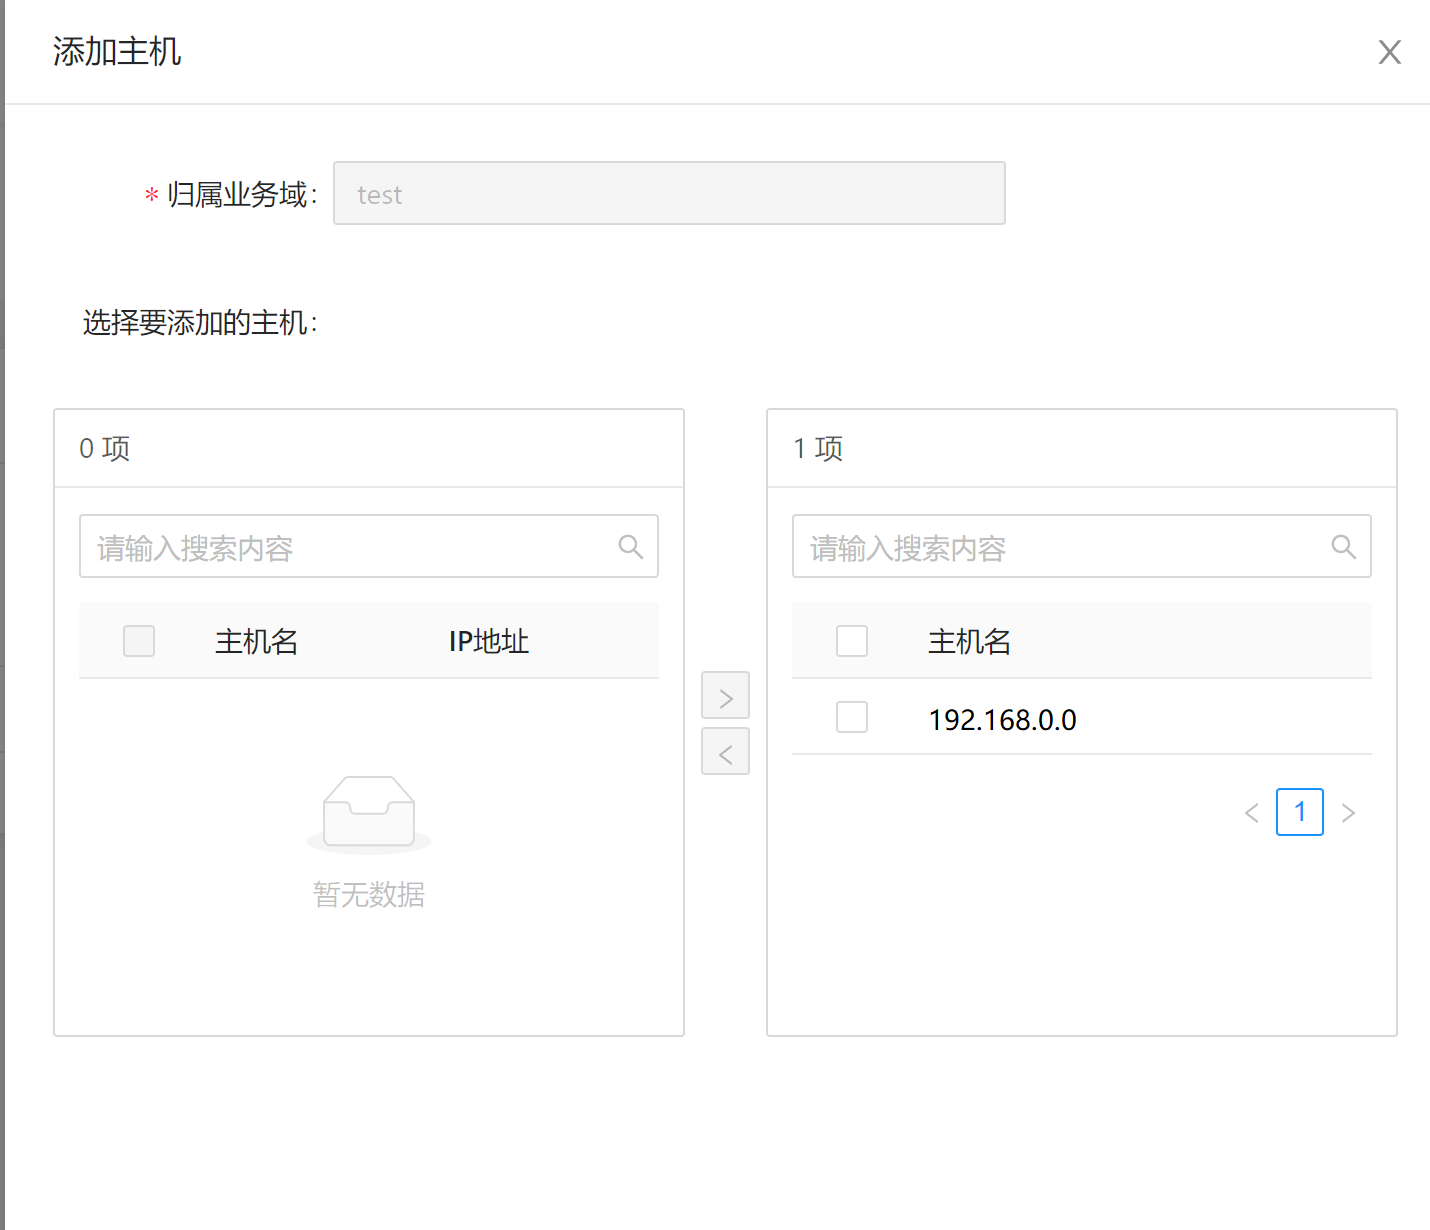 添加主机
* 归属业务域:
test
选择要添加的主机:
0 项
请输入搜索内容
主机名 IP地址
暂无数据
>
<
1 项
请输入搜索内容
主机名
192.168.0.0
< 1 >